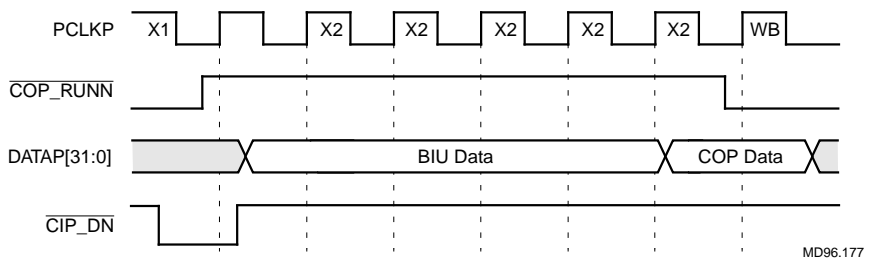 PCLKP X1 X2 X2 X2 X2 X2 WB
COP_RUNN
DATAP[31:0] BIU Data COP Data
CIP_DN
MD96.177